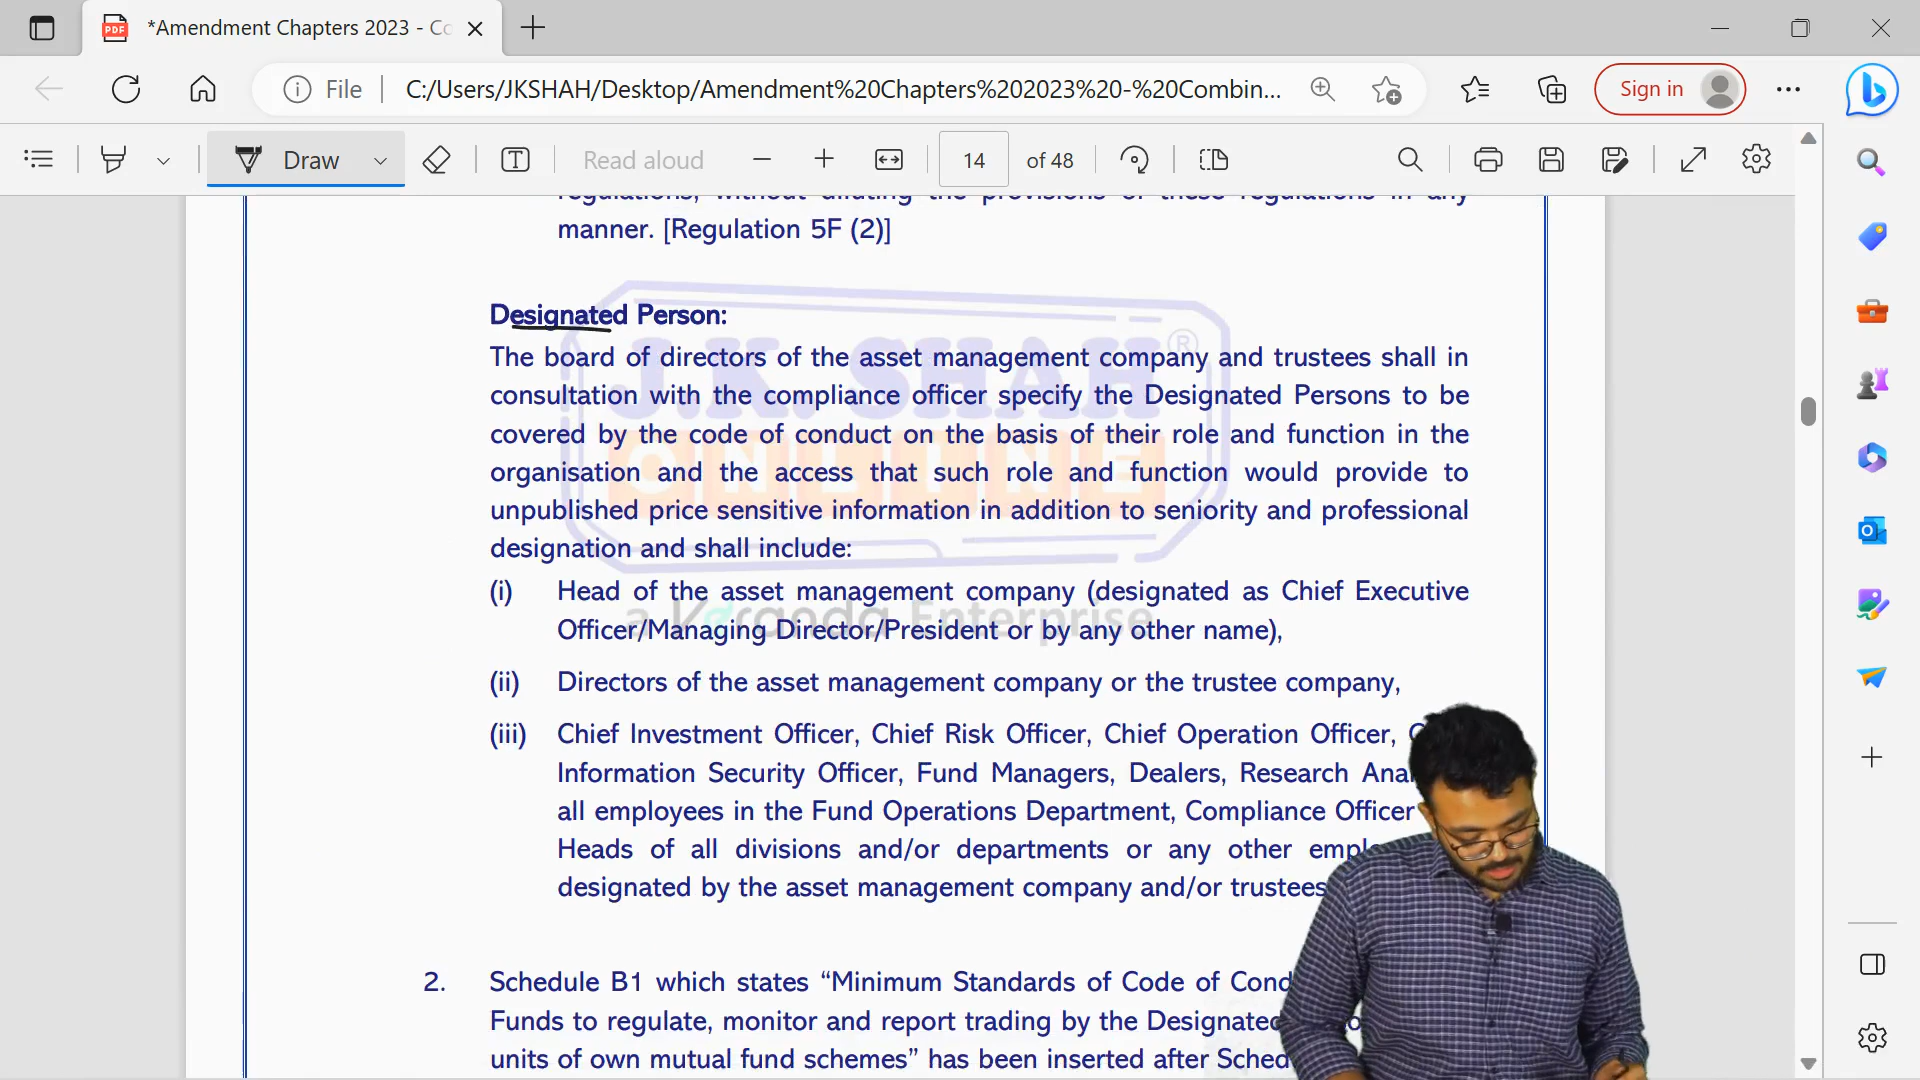 *Amendment Chapters 2023 - Co
File
C:/Users/JKSHAH/Desktop/Amendment%20Chapters%202023%20-%20Combin...
Sign in
Draw
Read aloud
14
of 48
regulations, without diluting the provisions of these regulations in any
manner. [Regulation 5F (2)]
Designated Person:
The board of directors of the asset management company and trustees shall in
consultation with the compliance officer specify the Designated Persons to be
covered by the code of conduct on the basis of their role and function in the
organisation and the access that such role and function would provide to
unpublished price sensitive information in addition to seniority and professional
designation and shall include:
(i) Head of the asset management company (designated as Chief Executive
Officer/Managing Director/President or by any other name),
(ii) Directors of the asset management company or the trustee company,
(iii) Chief Investment Officer, Chief Risk Officer, Chief Operation Officer,
Information Security Officer, Fund Managers, Dealers, Research
all employees in the Fund Operations Department, Compliance Officer
Heads of all divisions and/or departments or any other
designated by the asset management company and/or trustees
2. Schedule B1 which states “Minimum Standards of Code of
Funds to regulate, monitor and report trading by the Designated
units of own mutual fund schemes” has been inserted after
J.K. SHAH ®
ONLINE
a Veranda Enterprise